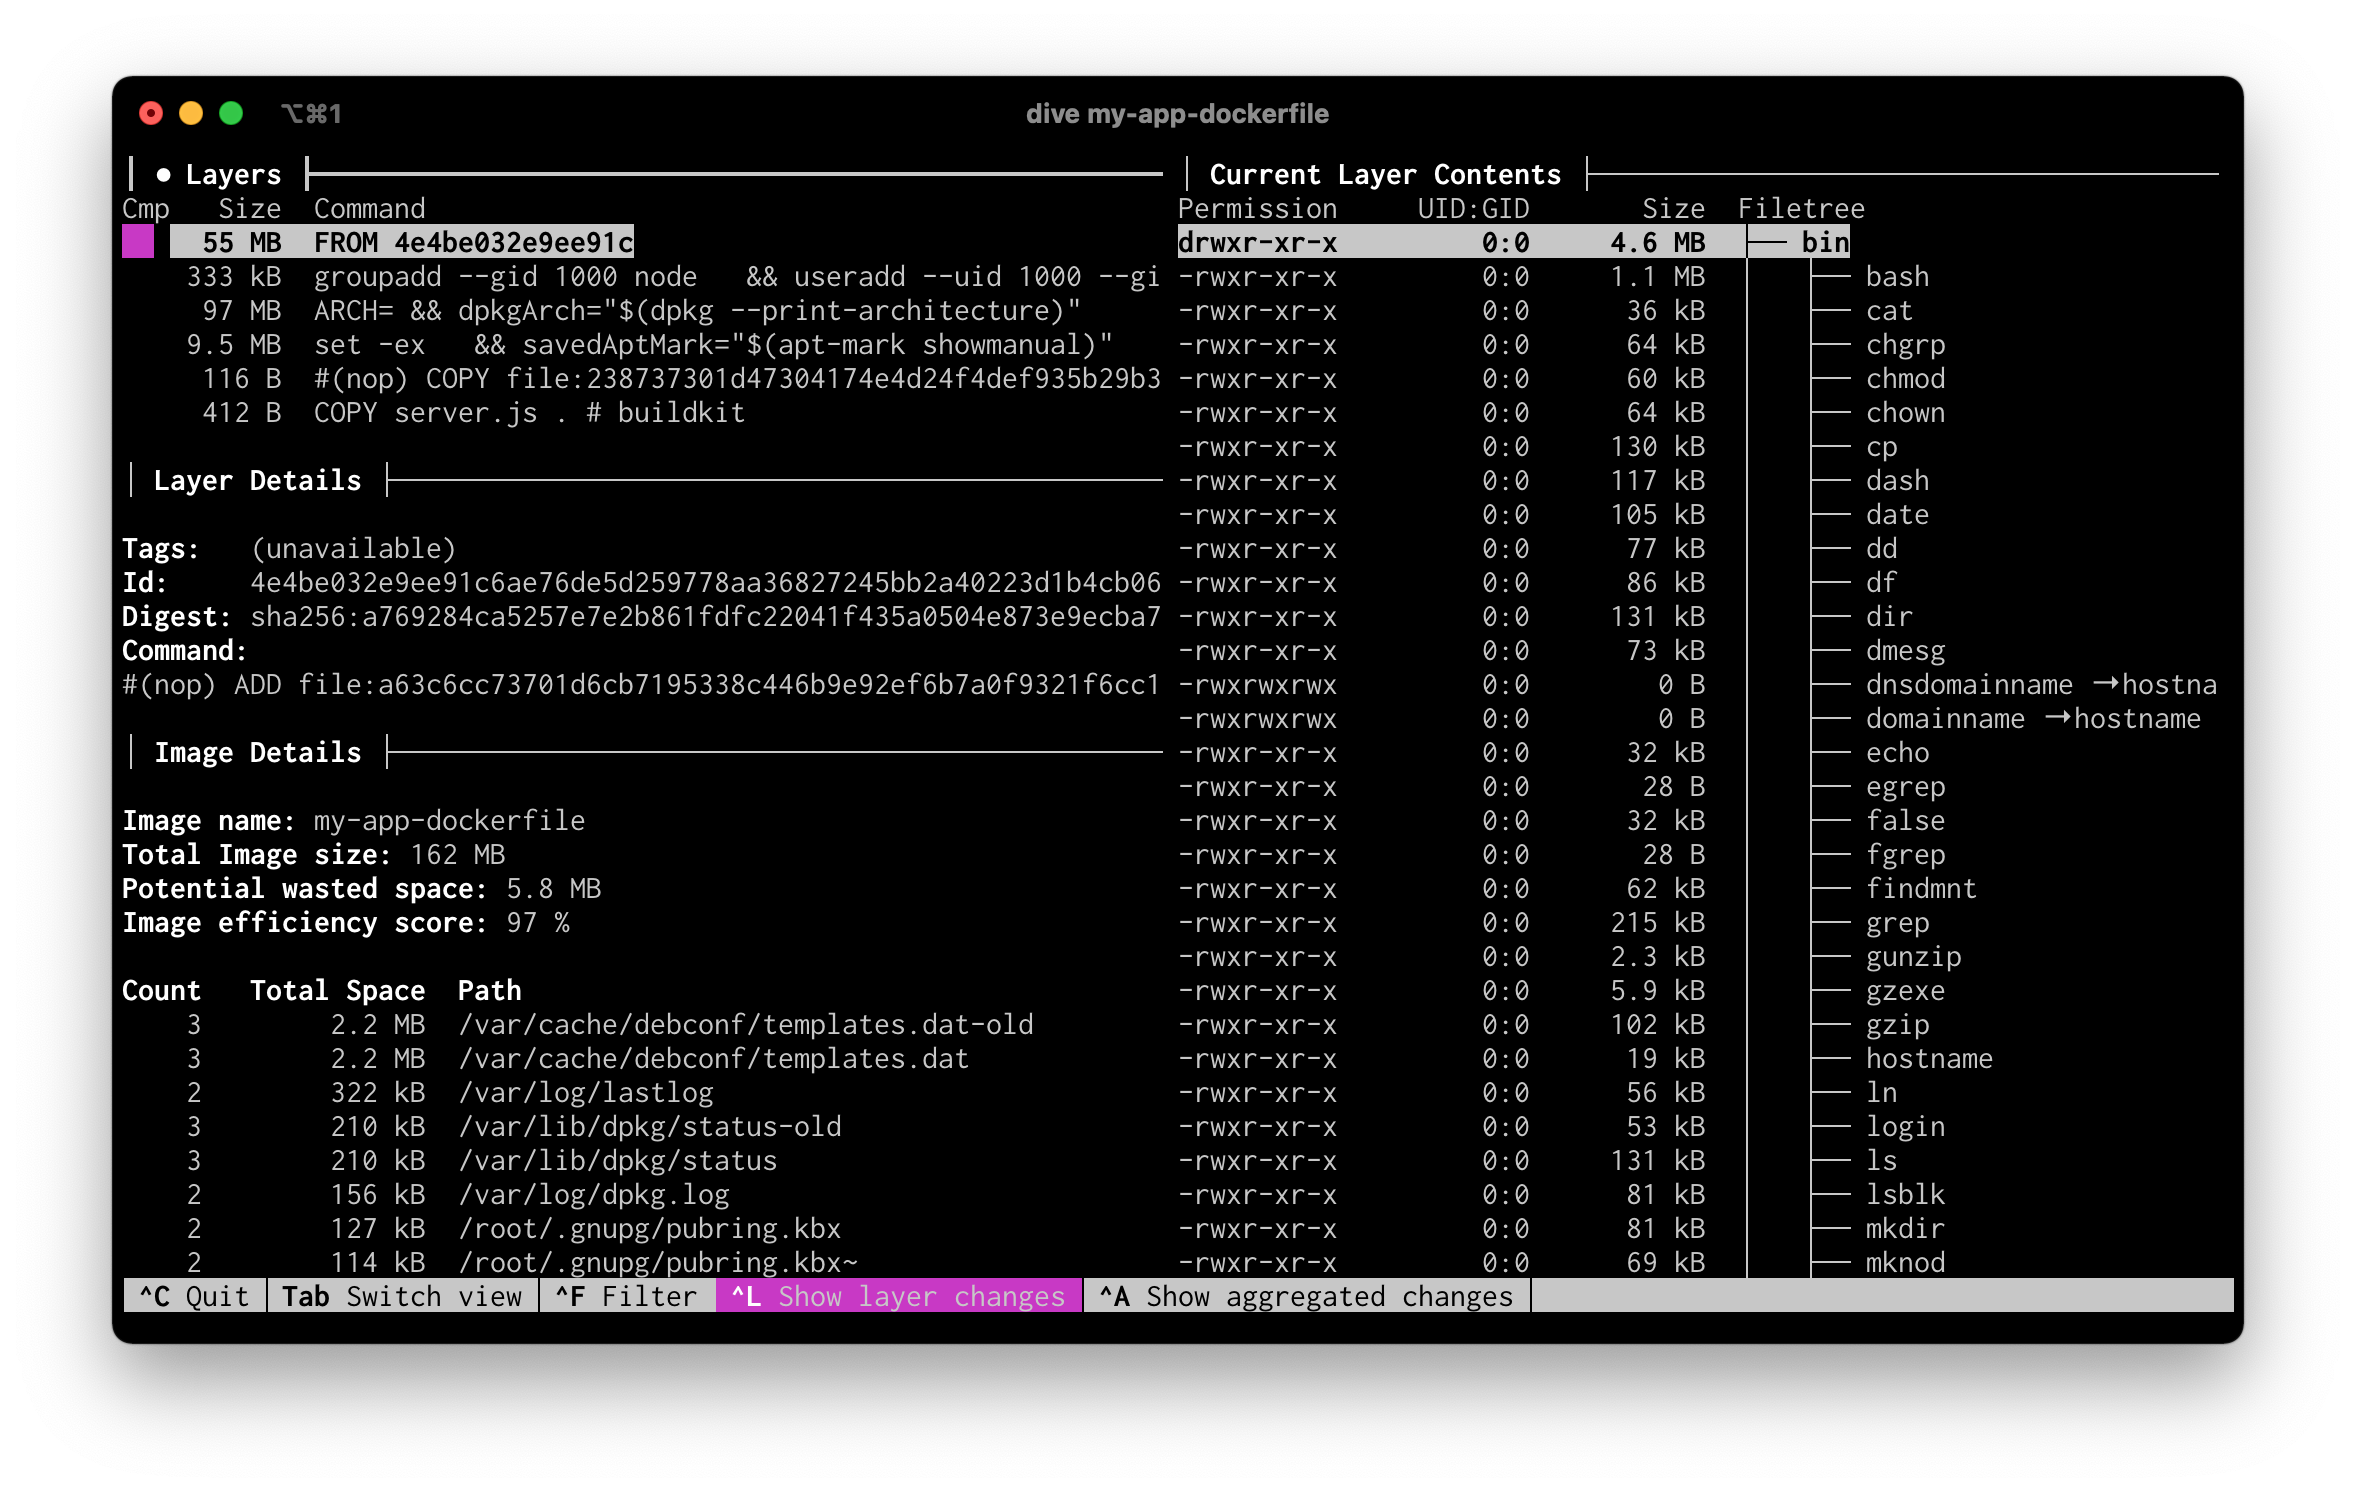 ⌥⌘1
dive my-app-dockerfile
● Layers
Cmp Size Command
55 MB FROM 4e4be032e9ee91c
333 kB groupadd --gid 1000 node && useradd --uid 1000 --gi
97 MB ARCH= && dpkgArch="$(dpkg --print-architecture)"
9.5 MB set -ex && savedAptMark="$(apt-mark showmanual)"
116 B #(nop) COPY file:238737301d47304174e4d24f4def935b29b3
412 B COPY server.js . # buildkit
Layer Details
Tags: (unavailable)
Id: 4e4be032e9ee91c6ae76de5d259778aa36827245bb2a40223d1b4cb06
Digest: sha256:a769284ca5257e7e2b861fdfc22041f435a0504e873e9ecba7
Command:
#(nop) ADD file:a63c6cc73701d6cb7195338c446b9e92ef6b7a0f9321f6cc1
Image Details
Image name: my-app-dockerfile
Total Image size: 162 MB
Potential wasted space: 5.8 MB
Image efficiency score: 97 %
Count Total Space Path
3 2.2 MB /var/cache/debconf/templates.dat-old
3 2.2 MB /var/cache/debconf/templates.dat
2 322 kB /var/log/lastlog
3 210 kB /var/lib/dpkg/status-old
3 210 kB /var/lib/dpkg/status
2 156 kB /var/log/dpkg.log
2 127 kB /root/.gnupg/pubring.kbx
2 114 kB /root/.gnupg/pubring.kbx~
Current Layer Contents
Permission UID:GID Size Filetree
drwxr-xr-x 0:0 4.6 MB ├── bin
-rwxr-xr-x 0:0 1.1 MB │ ├── bash
-rwxr-xr-x 0:0 36 kB │ ├── cat
-rwxr-xr-x 0:0 64 kB │ ├── chgrp
-rwxr-xr-x 0:0 60 kB │ ├── chmod
-rwxr-xr-x 0:0 64 kB │ ├── chown
-rwxr-xr-x 0:0 130 kB │ ├── cp
-rwxr-xr-x 0:0 117 kB │ ├── dash
-rwxr-xr-x 0:0 105 kB │ ├── date
-rwxr-xr-x 0:0 77 kB │ ├── dd
-rwxr-xr-x 0:0 86 kB │ ├── df
-rwxr-xr-x 0:0 131 kB │ ├── dir
-rwxr-xr-x 0:0 73 kB │ ├── dmesg
-rwxrwxrwx 0:0 0 B │ ├── dnsdomainname →hostna
-rwxrwxrwx 0:0 0 B │ ├── domainname →hostname
-rwxr-xr-x 0:0 32 kB │ ├── echo
-rwxr-xr-x 0:0 28 B │ ├── egrep
-rwxr-xr-x 0:0 32 kB │ ├── false
-rwxr-xr-x 0:0 28 B │ ├── fgrep
-rwxr-xr-x 0:0 62 kB │ ├── findmnt
-rwxr-xr-x 0:0 215 kB │ ├── grep
-rwxr-xr-x 0:0 2.3 kB │ ├── gunzip
-rwxr-xr-x 0:0 5.9 kB │ ├── gzexe
-rwxr-xr-x 0:0 102 kB │ ├── gzip
-rwxr-xr-x 0:0 19 kB │ ├── hostname
-rwxr-xr-x 0:0 56 kB │ ├── ln
-rwxr-xr-x 0:0 53 kB │ ├── login
-rwxr-xr-x 0:0 131 kB │ ├── ls
-rwxr-xr-x 0:0 81 kB │ ├── lsblk
-rwxr-xr-x 0:0 81 kB │ ├── mkdir
-rwxr-xr-x 0:0 69 kB │ ├── mknod
^C Quit Tab Switch view ^F Filter ^L Show layer changes ^A Show aggregated changes